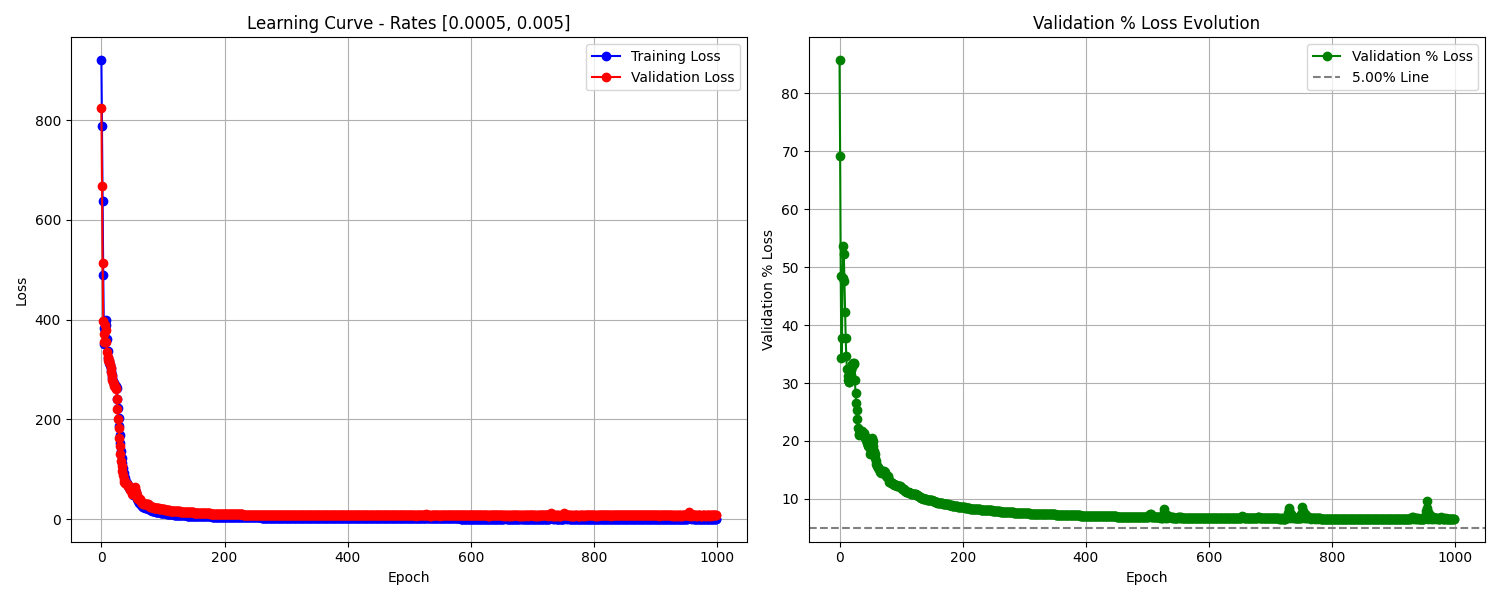 Learning Curve - Rates [0.0005, 0.005]
Loss
800
600
400
200
0
0 200 400 600 800 1000
Epoch
Training Loss
Validation Loss
Validation % Loss Evolution
Validation % Loss
80
70
60
50
40
30
20
10
0 200 400 600 800 1000
Epoch
Validation % Loss
5.00% Line